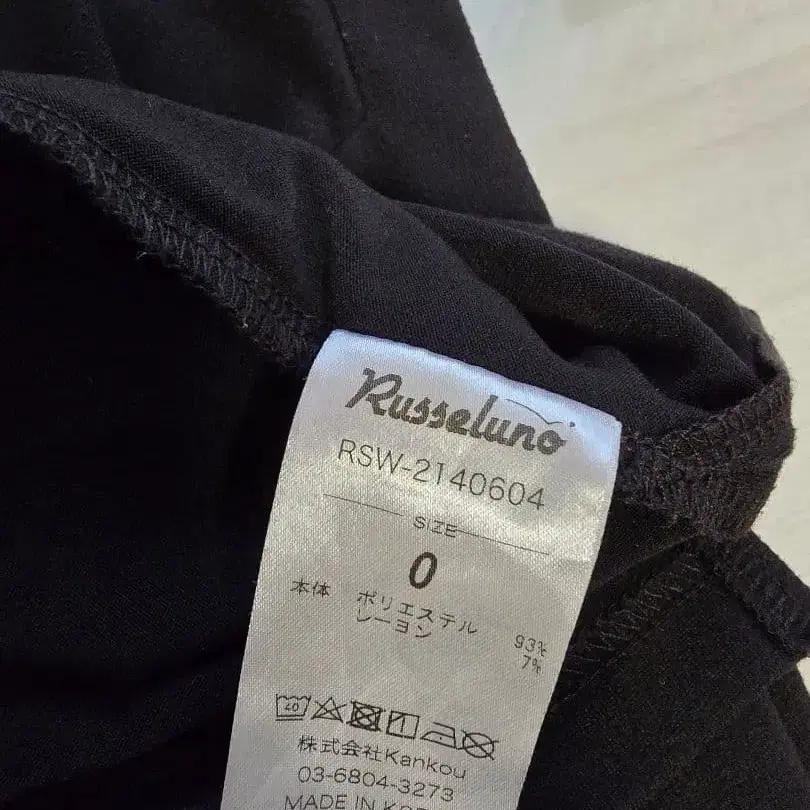 Russeluno
RSW-2140604
SIZE
0
本体 ポリエステル 93%
レーヨン 7%
40
株式会社Kankou
03-6804-3273
MADE IN